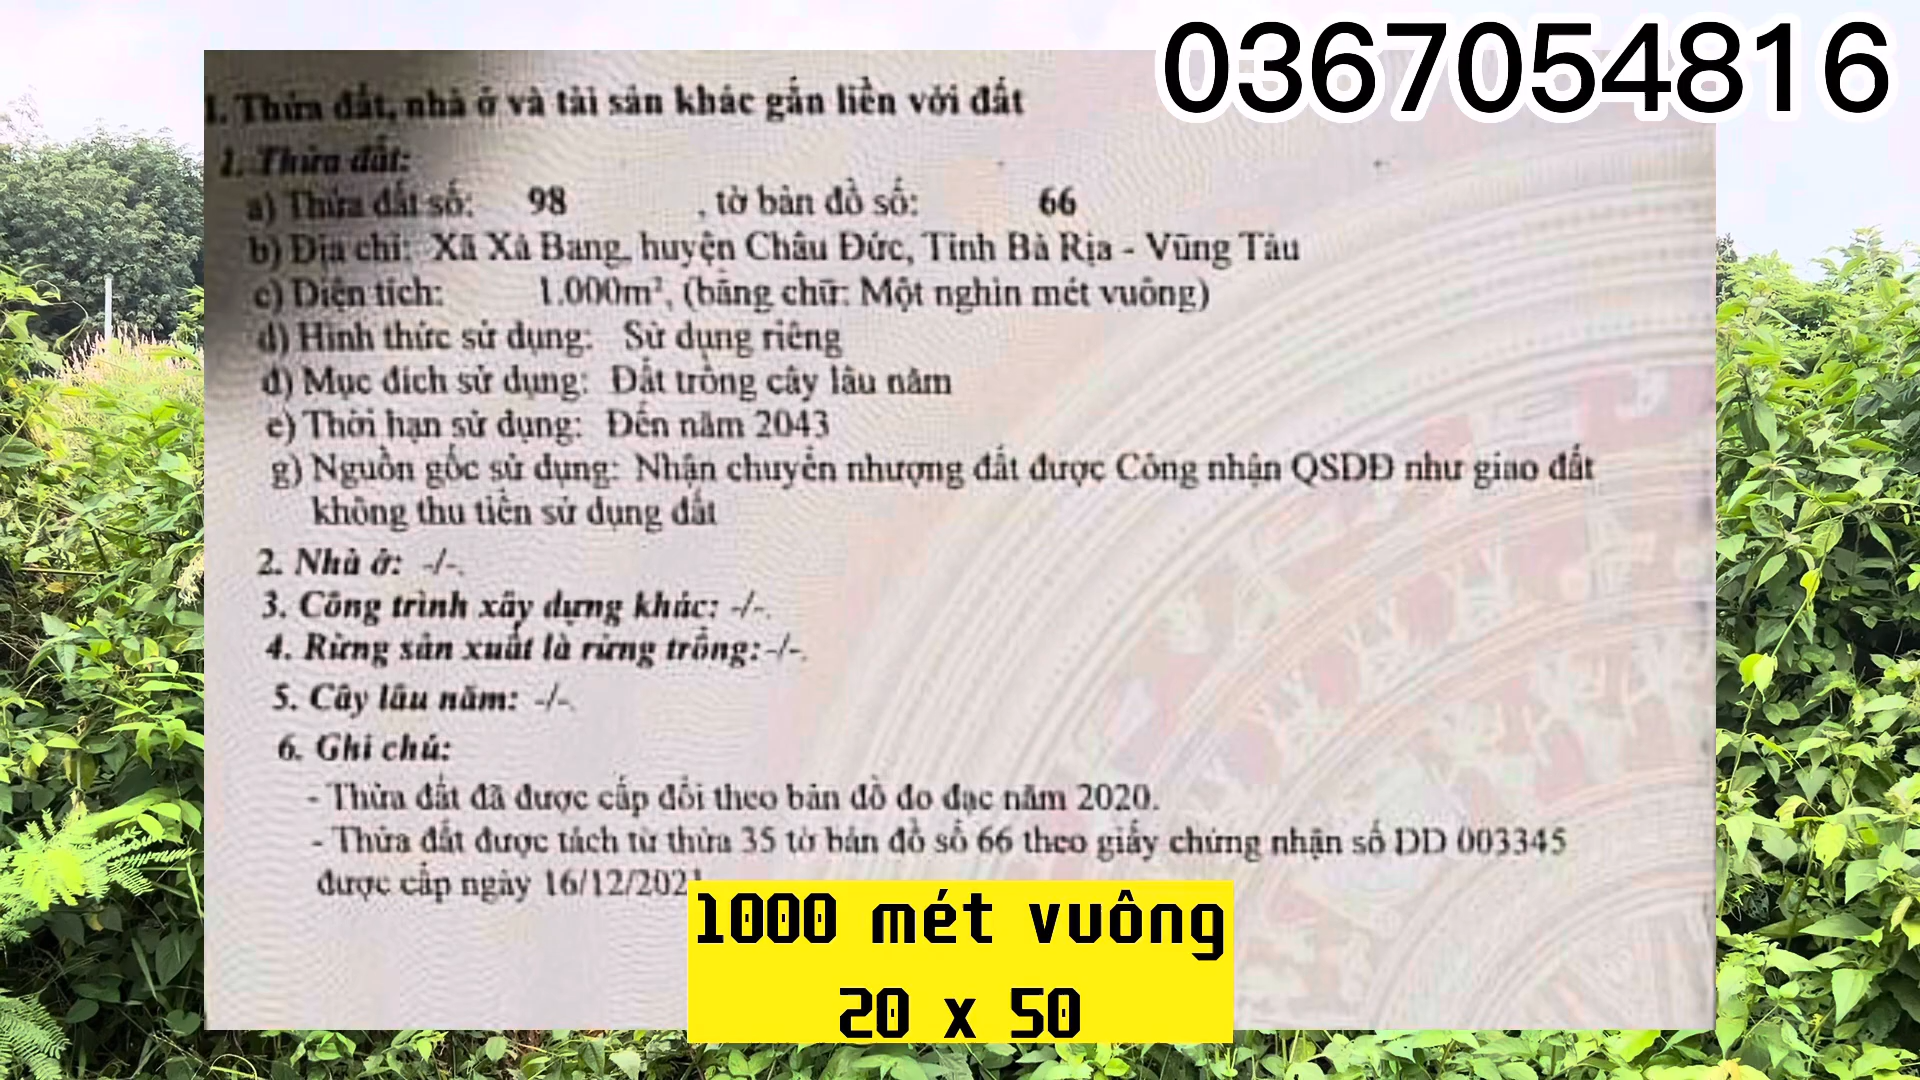 0367054816
I. Thửa đất, nhà ở và tài sản khác gắn liền với đất
1. Thửa đất:
a) Thửa đất số: 98 , tờ bản đồ số: 66
b) Địa chỉ: Xã Xà Bang, huyện Châu Đức, Tỉnh Bà Rịa - Vũng Tàu
c) Diện tích: 1.000m², (bằng chữ: Một nghìn mét vuông)
d) Hình thức sử dụng: Sử dụng riêng
đ) Mục đích sử dụng: Đất trồng cây lâu năm
e) Thời hạn sử dụng: Đến năm 2043
g) Nguồn gốc sử dụng: Nhận chuyển nhượng đất được Công nhận QSDĐ như giao đất
không thu tiền sử dụng đất
2. Nhà ở: -/-.
3. Công trình xây dựng khác: -/-.
4. Rừng sản xuất là rừng trồng: -/-.
5. Cây lâu năm: -/-.
6. Ghi chú:
- Thửa đất đã được cấp đổi theo bản đồ đo đạc năm 2020.
- Thửa đất được tách từ thửa 35 tờ bản đồ số 66 theo giấy chứng nhận số DD 003345
được cấp ngày 16/12/2021
1000 mét vuông
20 x 50